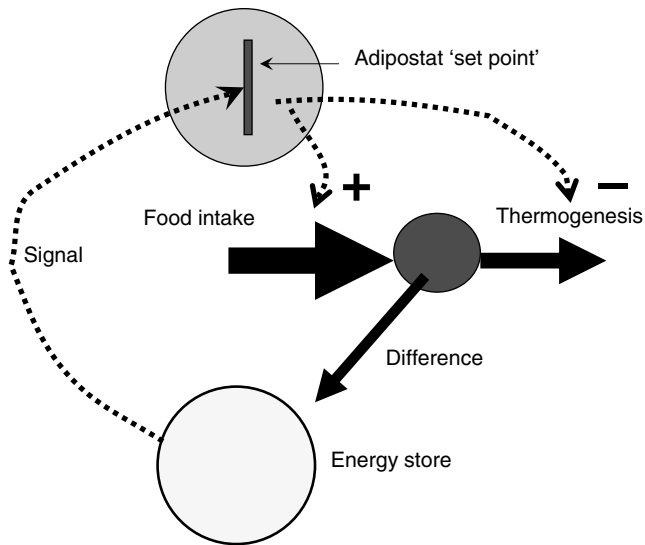 Adipostat ‘set point’
+
−
Food intake
Thermogenesis
Signal
Difference
Energy store